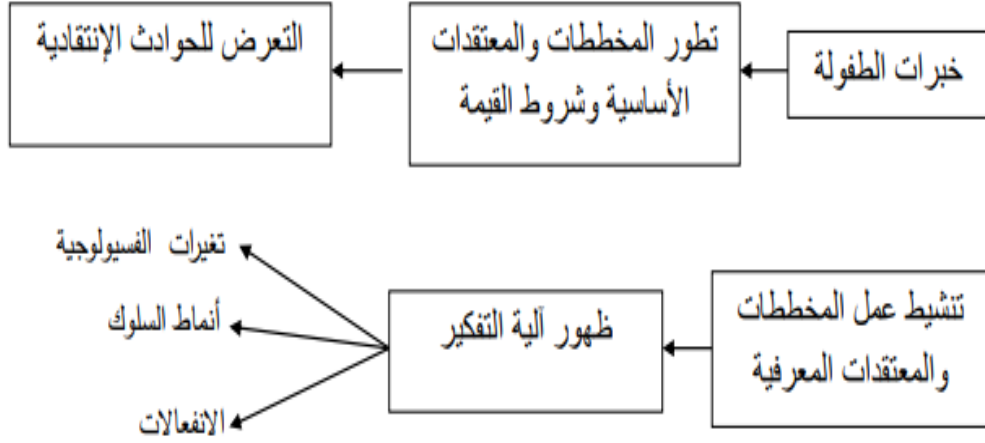 خبرات الطفولة
تطور المخططات والمعتقدات
الأساسية وشروط القيمة
التعرض للحوادث الإنتقادية
تنشيط عمل المخططات
والمعتقدات المعرفية
ظهور آلية التفكير
تغيرات الفسيولوجية
أنماط السلوك
الانفعالات